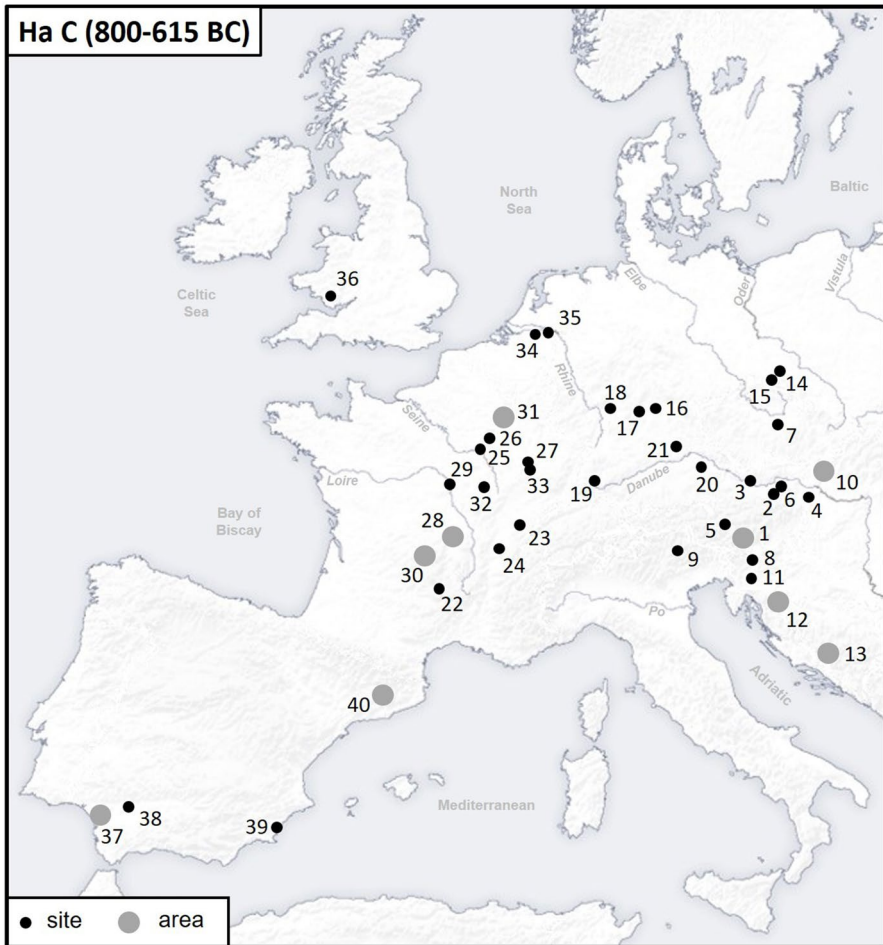 Ha C (800-615 BC)
North
Sea
Baltic
Celtic
Sea
36
Elbe
Oder
Vistula
35
34
Rhine
14
15
18
16
17
31
Seine
26
25
7
27
21
29
33
10
Loire
19
Danube
20
3
6
32
2
4
Bay of
Biscay
28
23
5
1
30
24
9
8
11
22
Po
12
13
Adriatic
40
37
38
39
Mediterranean
site
area